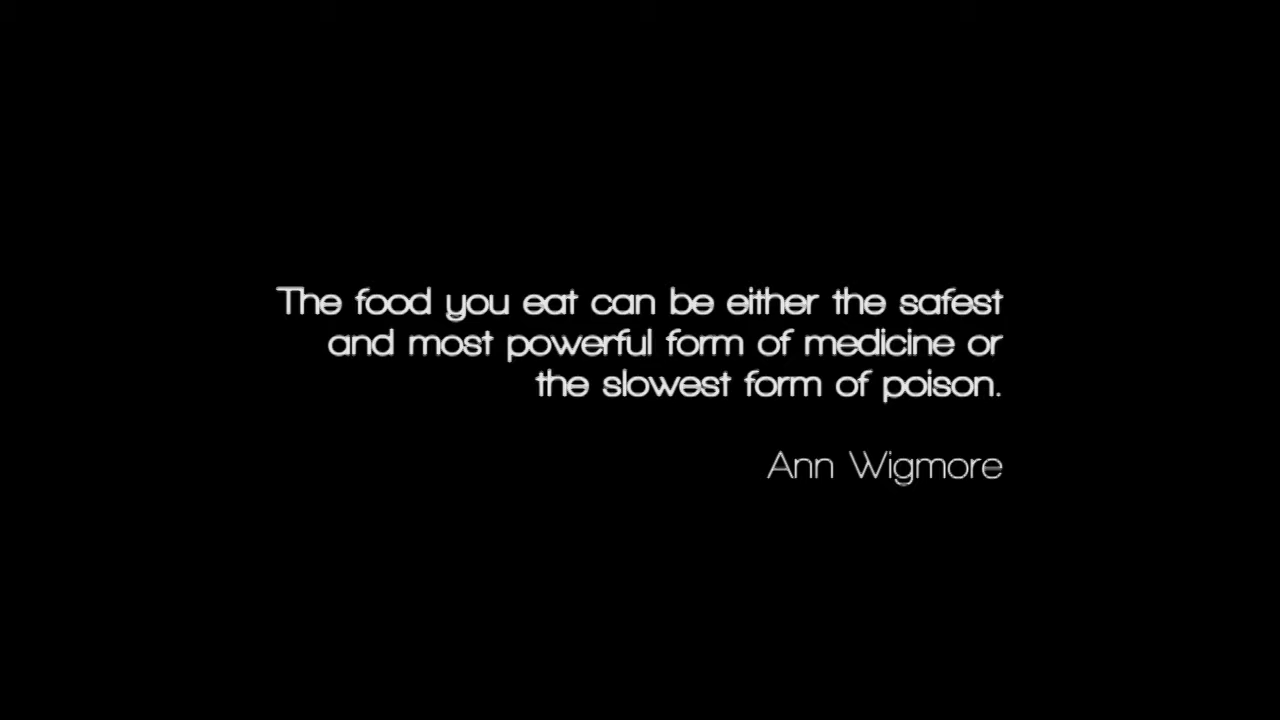 The food you eat can be either the safest
and most powerful form of medicine or
the slowest form of poison.
Ann Wigmore